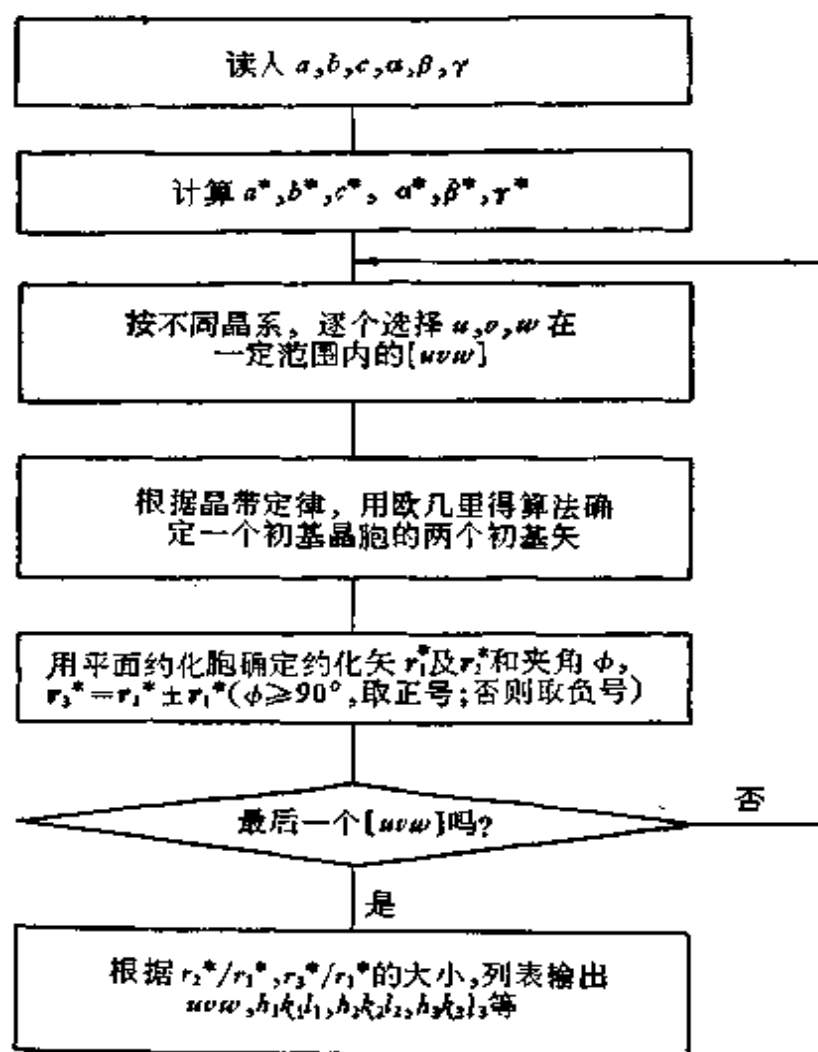 读入 a,b,c,α,β,γ
计算 a*,b*,c*, α*,β*,γ*
按不同晶系，逐个选择 u,v,w 在
一定范围内的[uvw]
根据晶带定律，用欧几里得算法确
定一个初基晶胞的两个初基矢
用平面约化胞确定约化矢 r₁*及r₂*和夹角 ϕ,
r₃*=r₂*±r₁*(ϕ≥90°,取正号;否则取负号)
否
最后一个[uvw]吗?
是
根据 r₂*/r₁*,r₃*/r₁*的大小,列表输出
uvw,h₁k₁l₁,h₂k₂l₂,h₃k₃l₃等